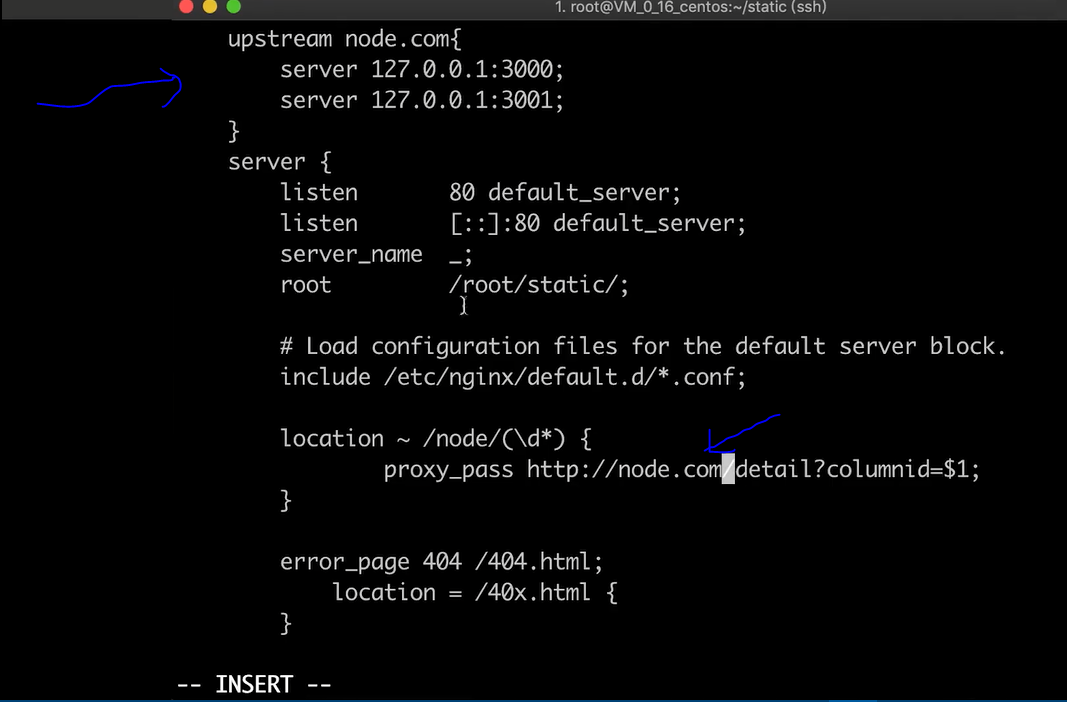 1. root@VM_0_16_centos:~/static (ssh)
upstream node.com{
server 127.0.0.1:3000;
server 127.0.0.1:3001;
}
server {
listen 80 default_server;
listen [::]:80 default_server;
server_name _;
root /root/static/;
# Load configuration files for the default server block.
include /etc/nginx/default.d/*.conf;
location ~ /node/(\d*) {
proxy_pass http://node.com/detail?columnid=$1;
}
error_page 404 /404.html;
location = /40x.html {
}
-- INSERT --